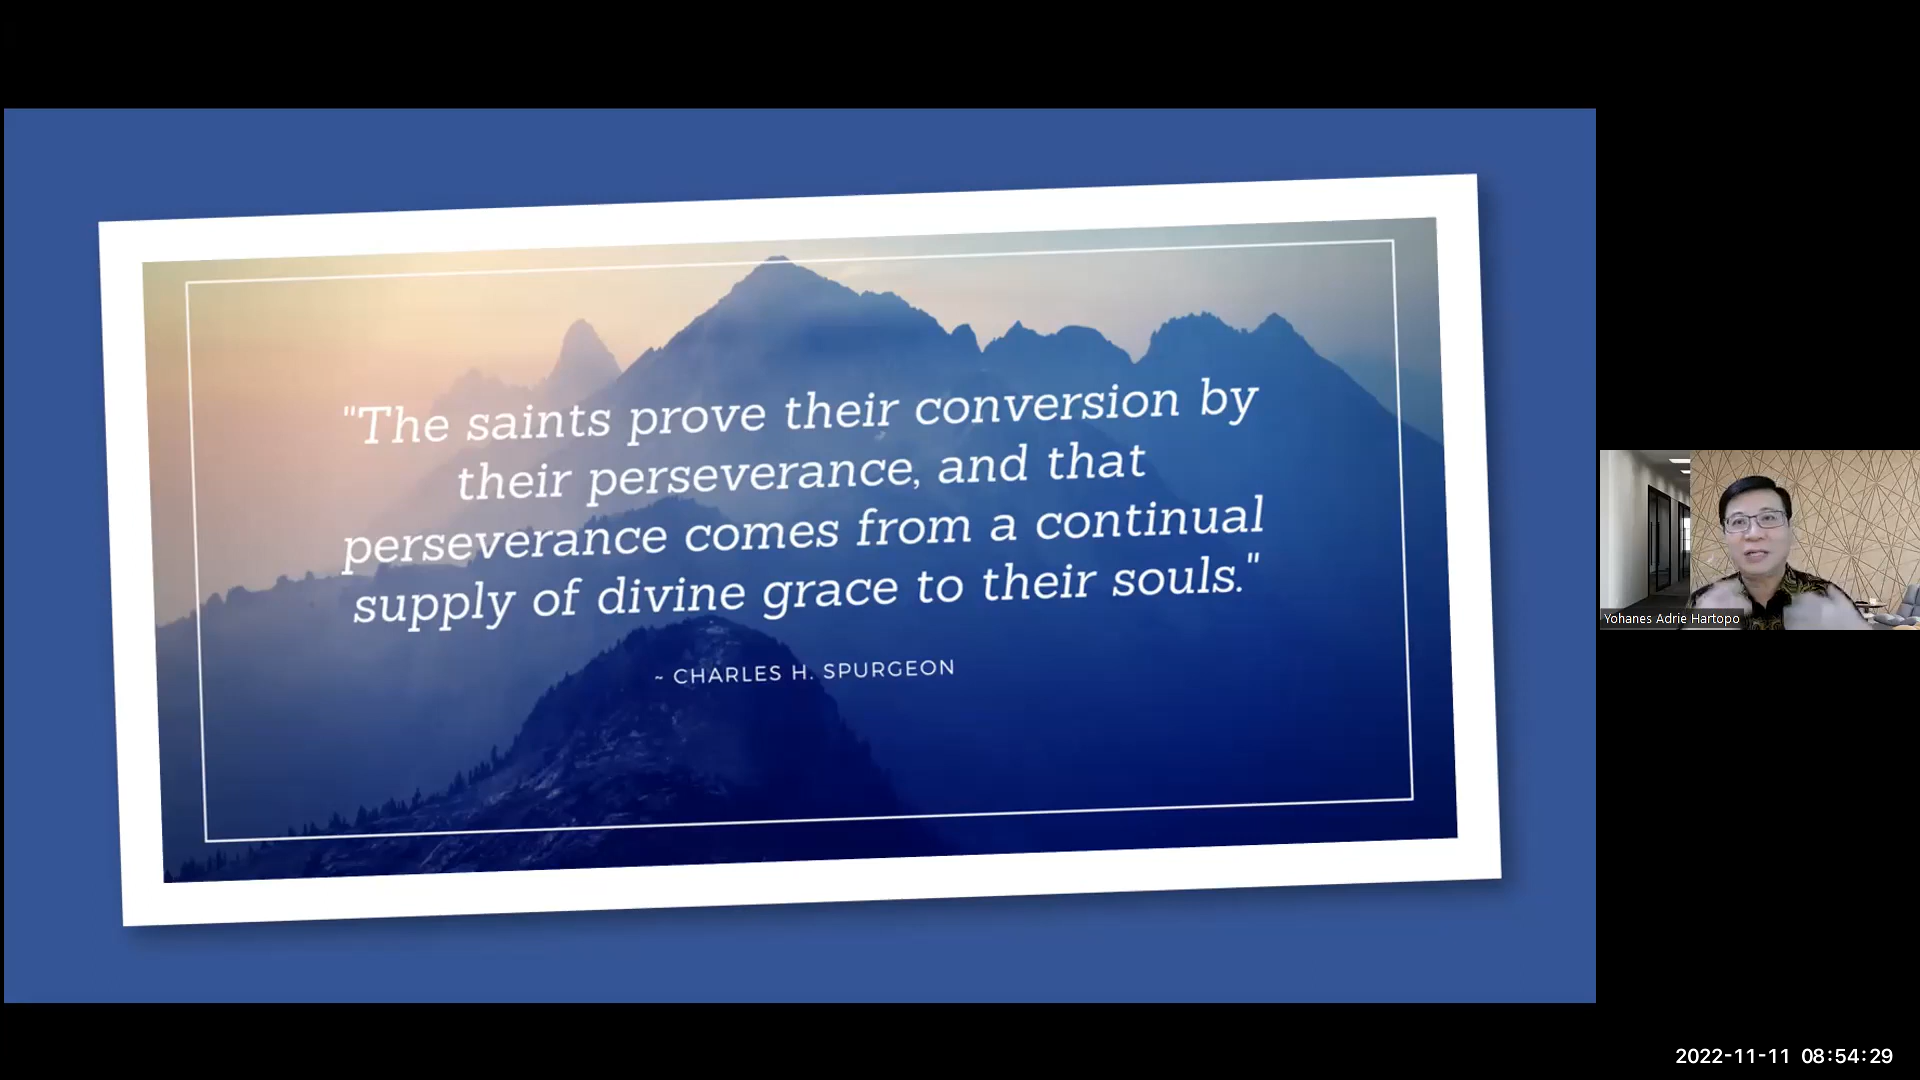 "The saints prove their conversion by
their perseverance, and that
perseverance comes from a continual
supply of divine grace to their souls."
~ CHARLES H. SPURGEON
Yohanes Adrie Hartopo
2022-11-11 08:54:29